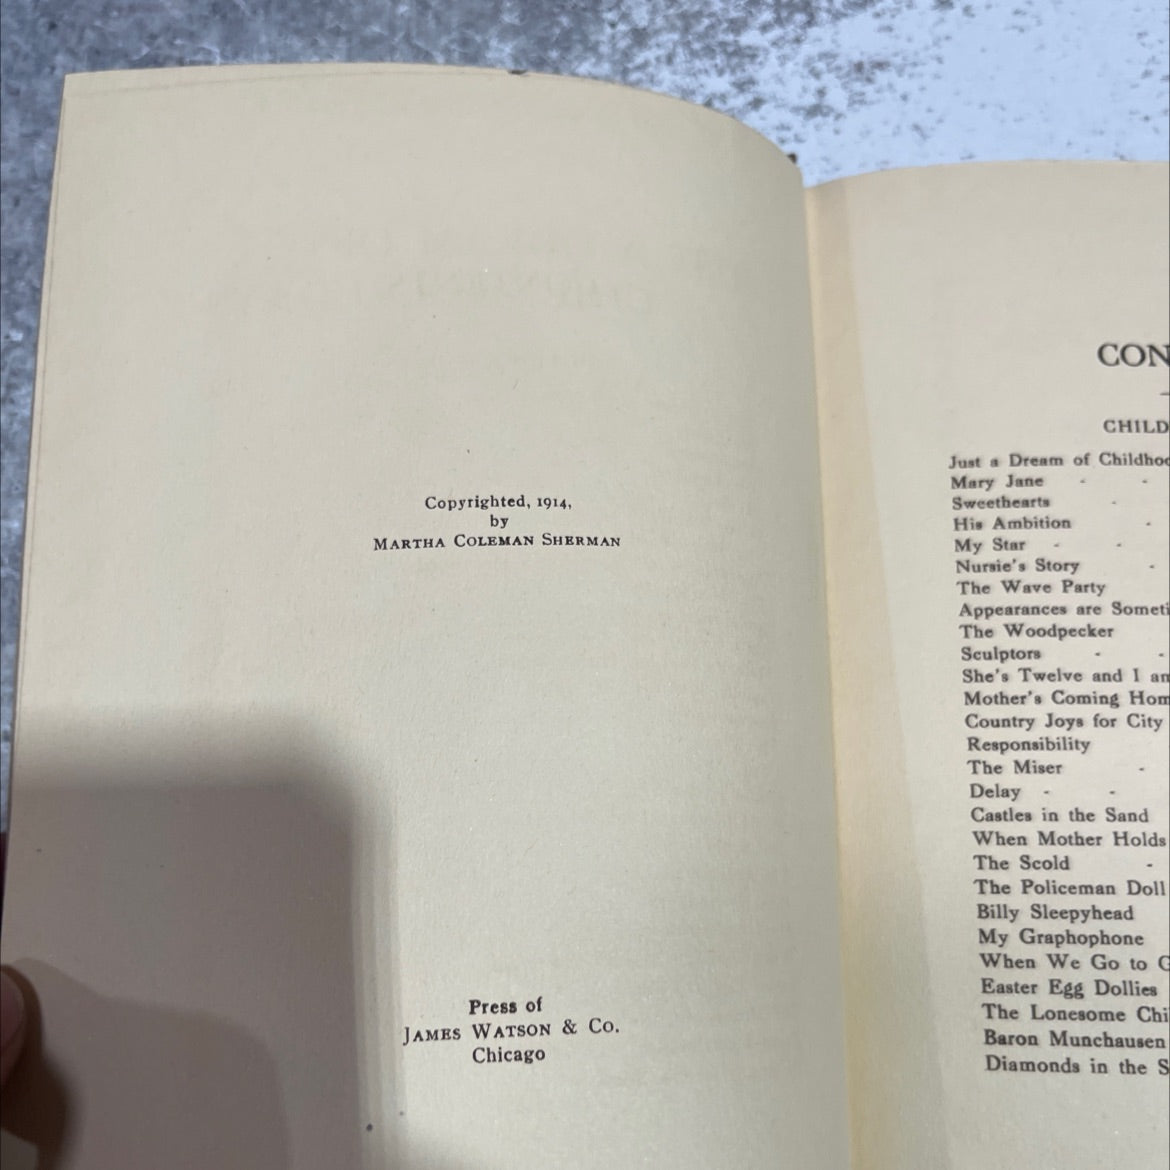 Copyrighted, 1914,
by
MARTHA COLEMAN SHERMAN
Press of
JAMES WATSON & Co.
Chicago
CON
CHILD
Just a Dream of Childhoo
Mary Jane - -
Sweethearts -
His Ambition -
My Star - -
Nursie's Story -
The Wave Party
Appearances are Someti
The Woodpecker
Sculptors - -
She's Twelve and I am
Mother's Coming Hom
Country Joys for City
Responsibility
The Miser -
Delay - -
Castles in the Sand
When Mother Holds
The Scold -
The Policeman Doll
Billy Sleepyhead
My Graphophone
When We Go to G
Easter Egg Dollies
The Lonesome Chi
Baron Munchausen
Diamonds in the S